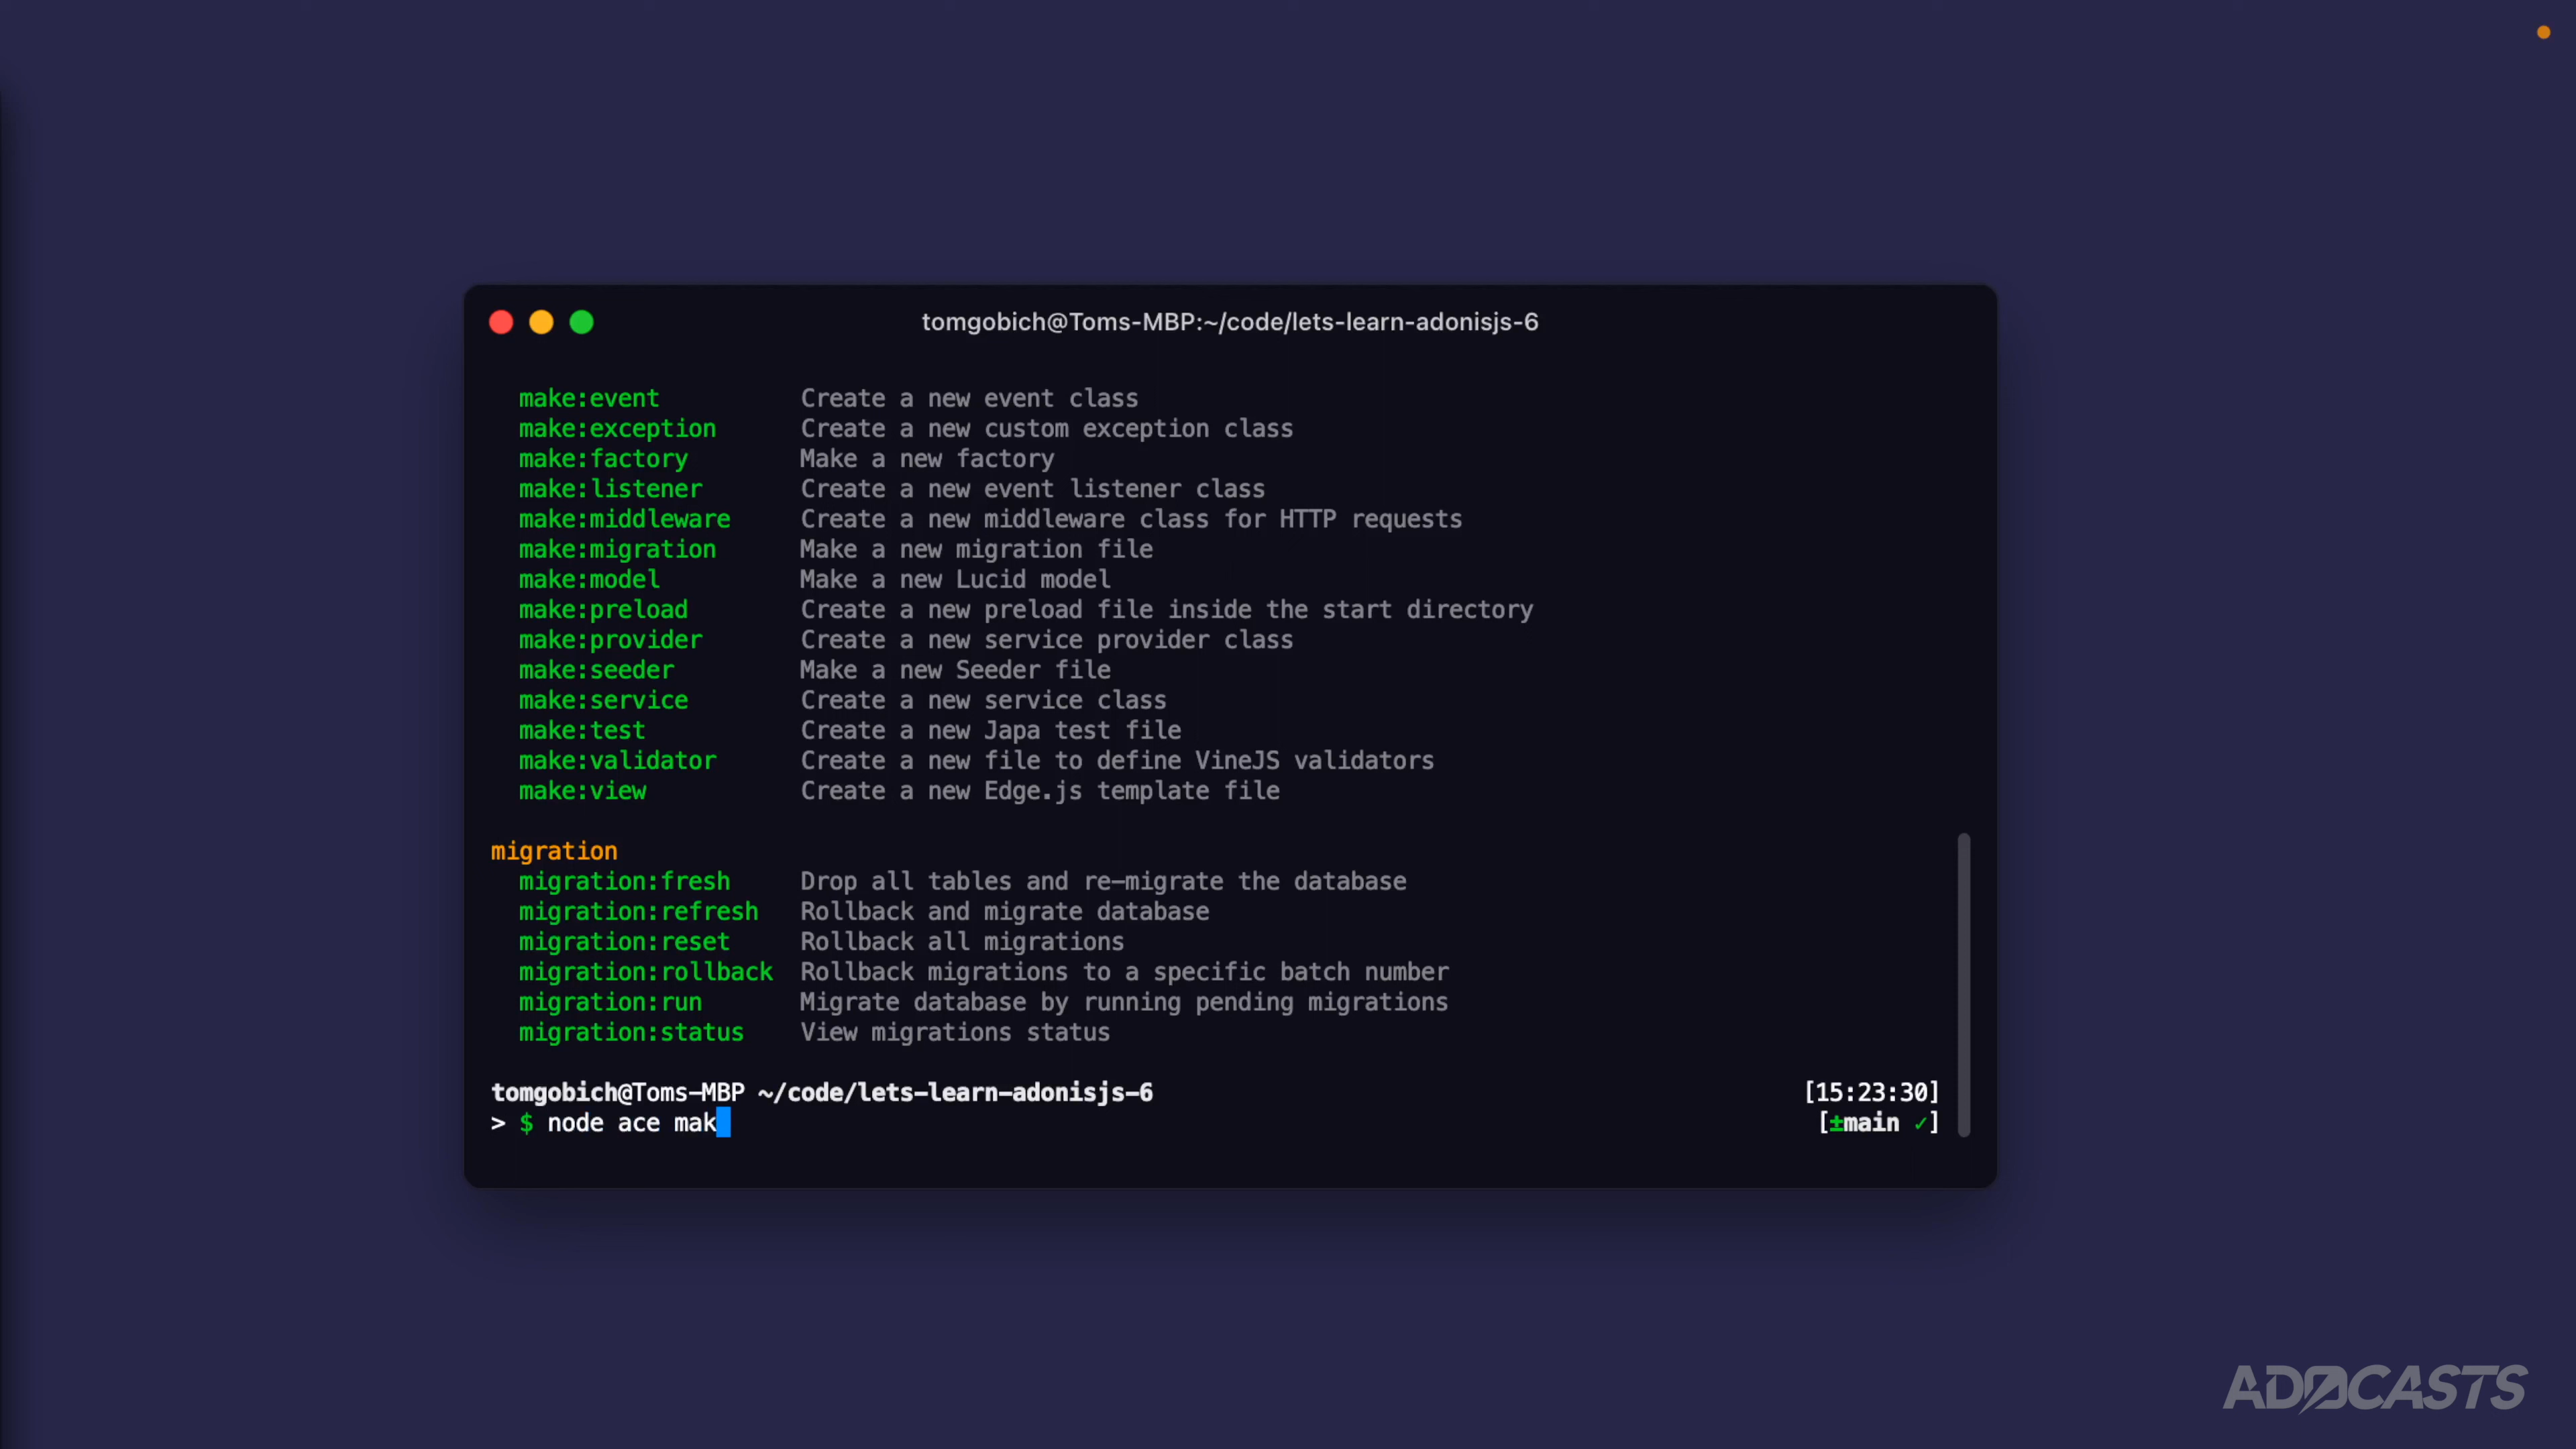 tomgobich@Toms-MBP:~/code/lets-learn-adonisjs-6
make:event Create a new event class
make:exception Create a new custom exception class
make:factory Make a new factory
make:listener Create a new event listener class
make:middleware Create a new middleware class for HTTP requests
make:migration Make a new migration file
make:model Make a new Lucid model
make:preload Create a new preload file inside the start directory
make:provider Create a new service provider class
make:seeder Make a new Seeder file
make:service Create a new service class
make:test Create a new Japa test file
make:validator Create a new file to define VineJS validators
make:view Create a new Edge.js template file
migration
migration:fresh Drop all tables and re-migrate the database
migration:refresh Rollback and migrate database
migration:reset Rollback all migrations
migration:rollback Rollback migrations to a specific batch number
migration:run Migrate database by running pending migrations
migration:status View migrations status
tomgobich@Toms-MBP ~/code/lets-learn-adonisjs-6 [15:23:30]
> $ node ace mak [±main ✓]
ADOCASTS